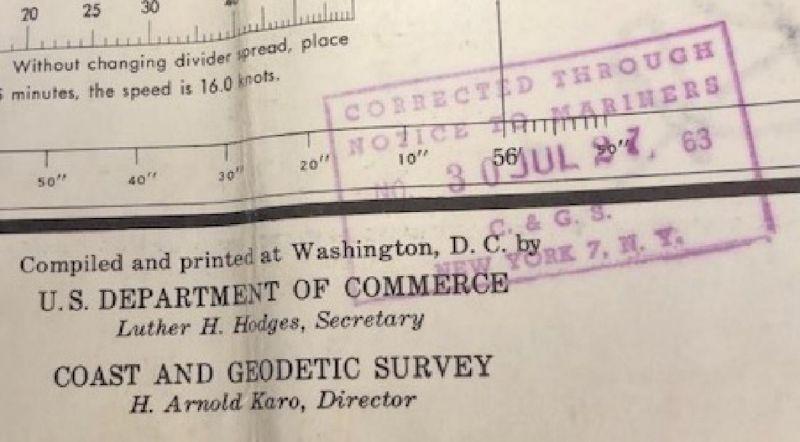 20 25 30 40
Without changing divider spread, place
5 minutes, the speed is 16.0 knots.
50″ 40″ 30″ 20″ 10″ 56′ 50″
CORRECTED THROUGH
NOTICE TO MARINERS
NO. 30 JUL 27, 63
C. & G. S.
NEW YORK 7, N. Y.
Compiled and printed at Washington, D. C. by
U.S. DEPARTMENT OF COMMERCE
Luther H. Hodges, Secretary
COAST AND GEODETIC SURVEY
H. Arnold Karo, Director